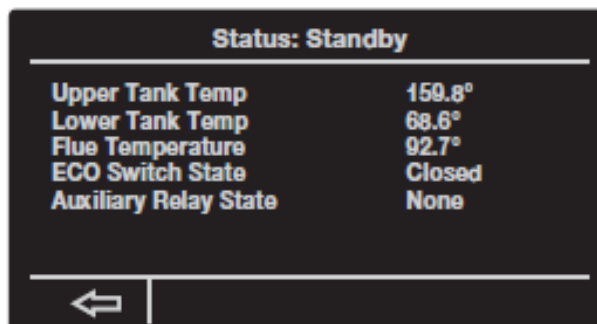 Status: Standby
Upper Tank Temp 159.8°
Lower Tank Temp 68.6°
Flue Temperature 92.7°
ECO Switch State Closed
Auxiliary Relay State None